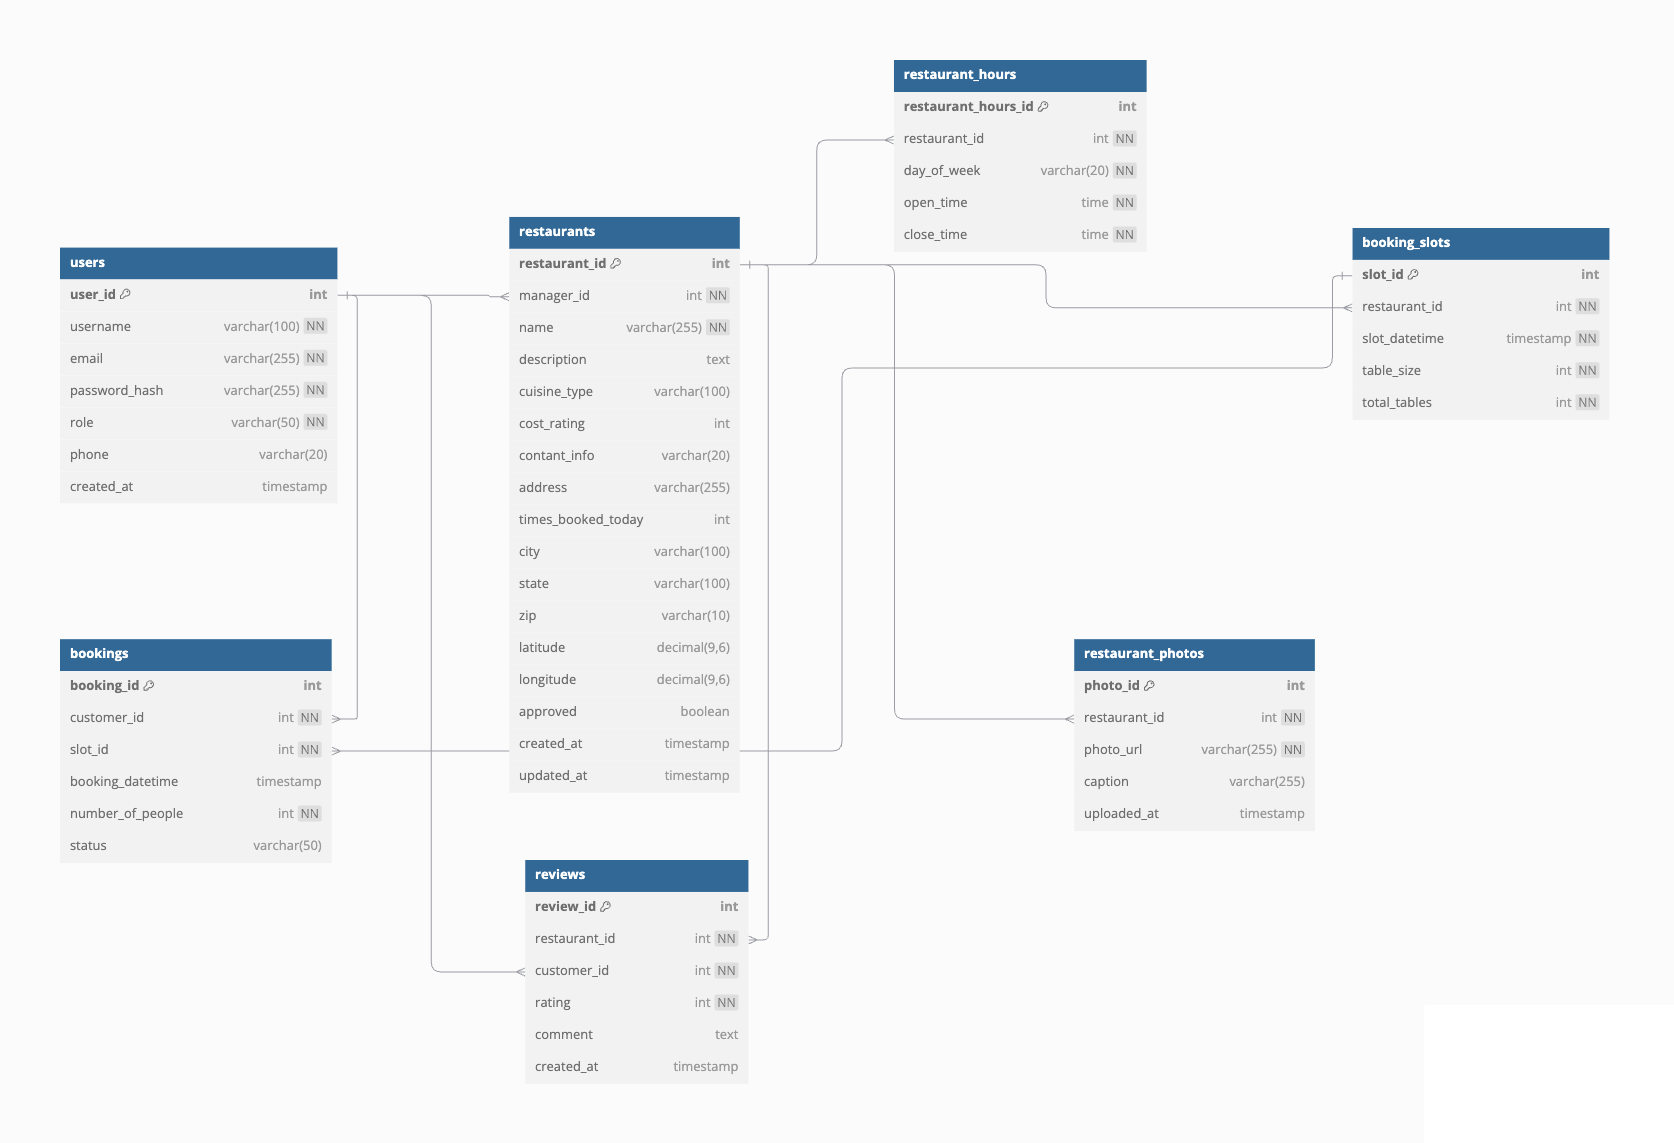 restaurant_hours
restaurant_hours_id int
restaurant_id int NN
day_of_week varchar(20) NN
open_time time NN
close_time time NN
restaurants
restaurant_id int
manager_id int NN
name varchar(255) NN
description text
cuisine_type varchar(100)
cost_rating int
contant_info varchar(20)
address varchar(255)
times_booked_today int
city varchar(100)
state varchar(100)
zip varchar(10)
latitude decimal(9,6)
longitude decimal(9,6)
approved boolean
created_at timestamp
updated_at timestamp
booking_slots
slot_id int
restaurant_id int NN
slot_datetime timestamp NN
table_size int NN
total_tables int NN
users
user_id int
username varchar(100) NN
email varchar(255) NN
password_hash varchar(255) NN
role varchar(50) NN
phone varchar(20)
created_at timestamp
bookings
booking_id int
customer_id int NN
slot_id int NN
booking_datetime timestamp
number_of_people int NN
status varchar(50)
restaurant_photos
photo_id int
restaurant_id int NN
photo_url varchar(255) NN
caption varchar(255)
uploaded_at timestamp
reviews
review_id int
restaurant_id int NN
customer_id int NN
rating int NN
comment text
created_at timestamp